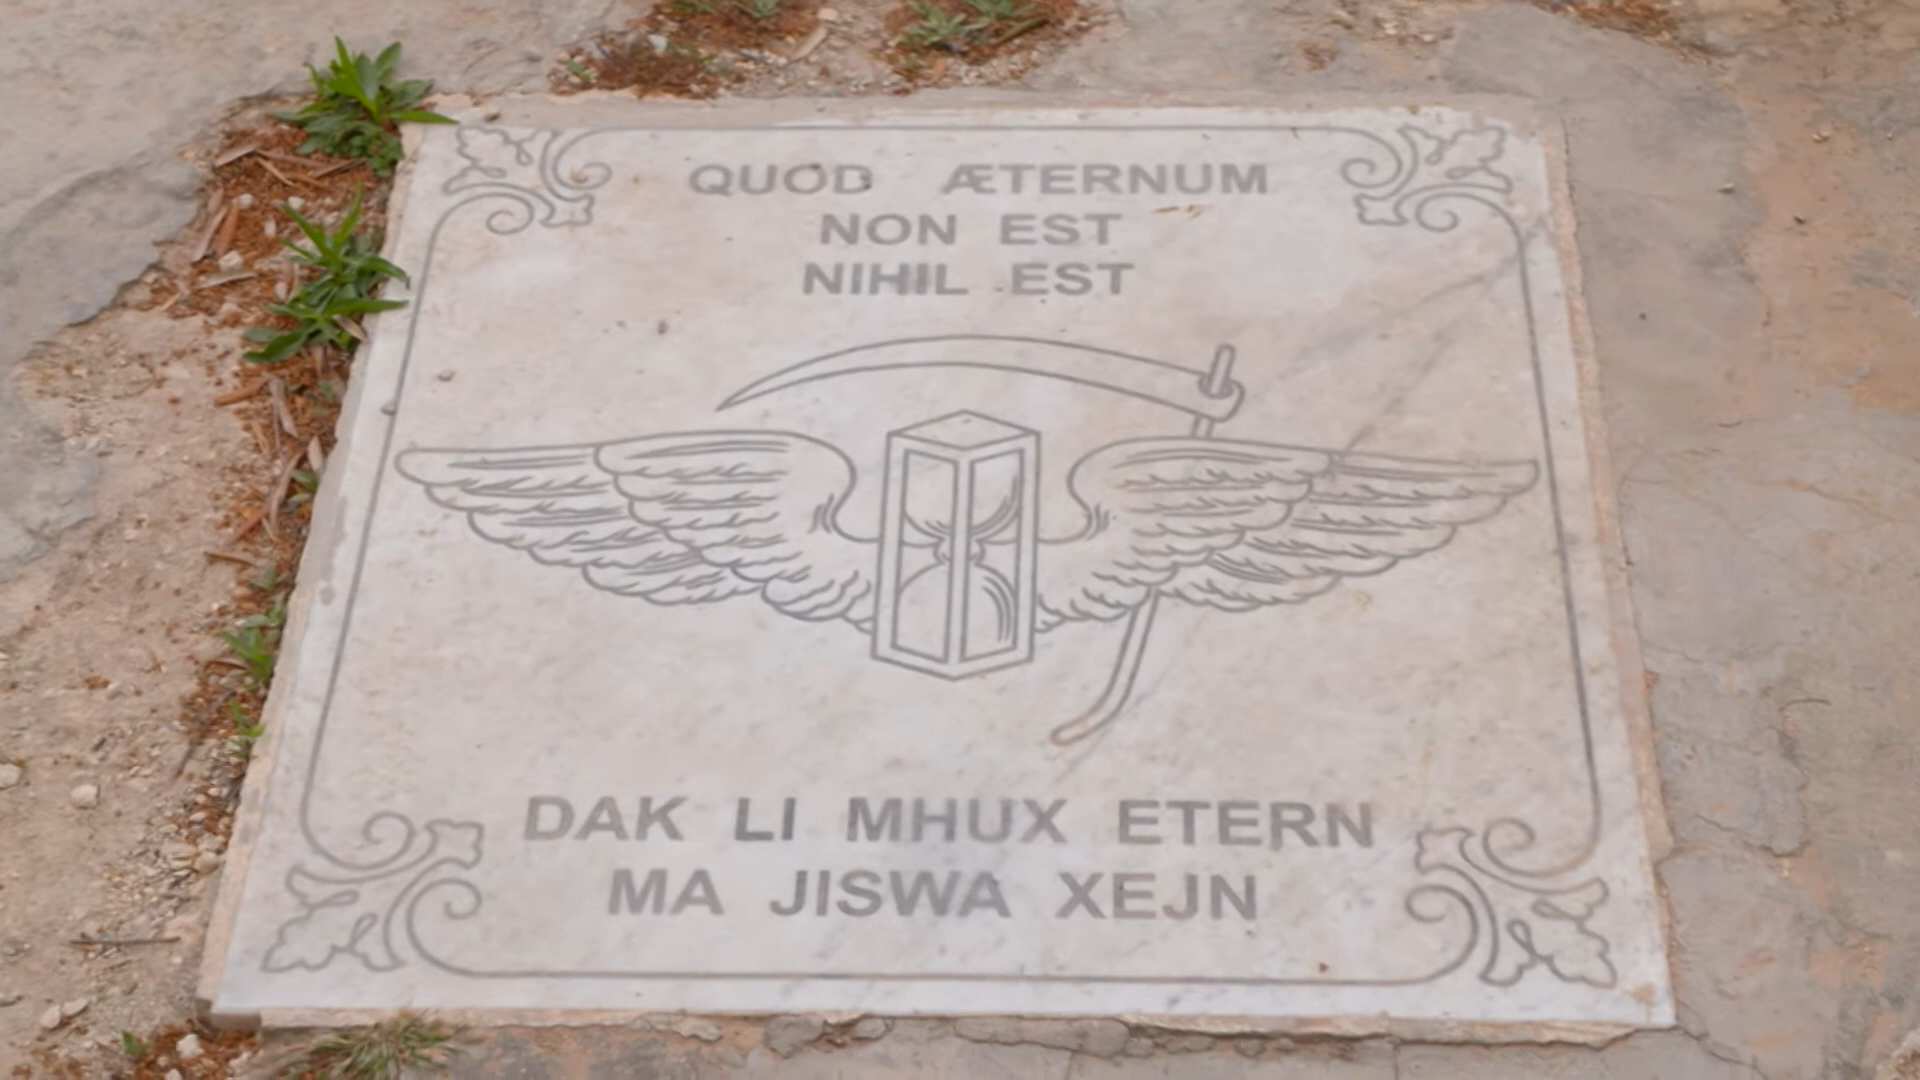 QUOD ÆTERNUM
NON EST
NIHIL EST
DAK LI MHUX ETERN
MA JISWA XEJN